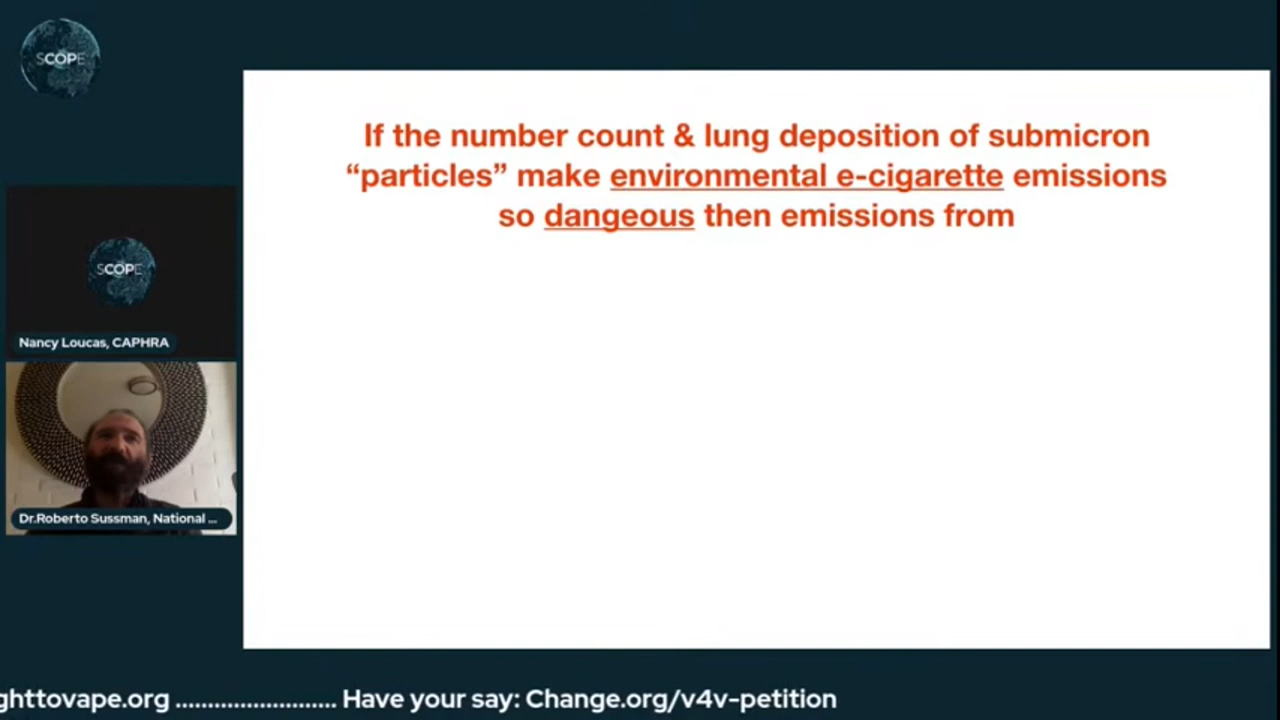 SCOPE
If the number count & lung deposition of submicron
“particles” make environmental e-cigarette emissions
so dangeous then emissions from
SCOPE
Nancy Loucas, CAPHRA
Dr.Roberto Sussman, National ...
ghttovape.org ......................... Have your say: Change.org/v4v-petition